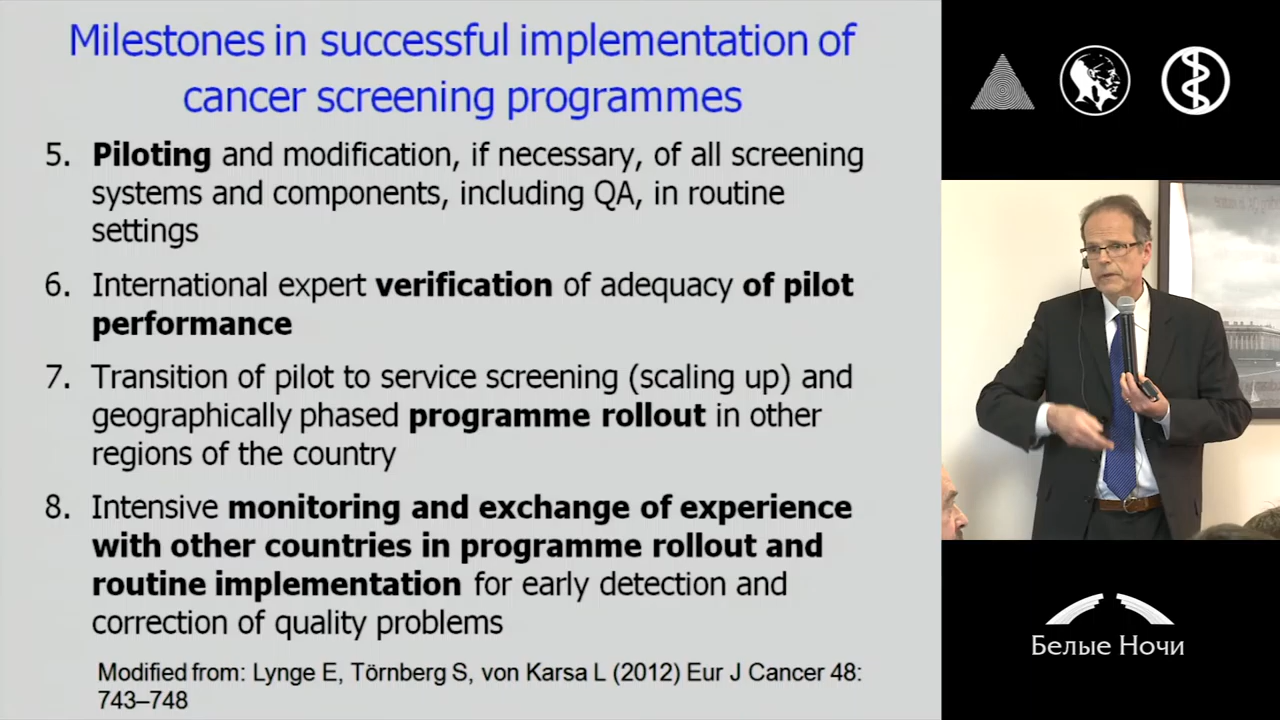 Milestones in successful implementation of
cancer screening programmes
5. Piloting and modification, if necessary, of all screening
systems and components, including QA, in routine
settings
6. International expert verification of adequacy of pilot
performance
7. Transition of pilot to service screening (scaling up) and
geographically phased programme rollout in other
regions of the country
8. Intensive monitoring and exchange of experience
with other countries in programme rollout and
routine implementation for early detection and
correction of quality problems
Modified from: Lynge E, Törnberg S, von Karsa L (2012) Eur J Cancer 48:
743–748
Белые Ночи